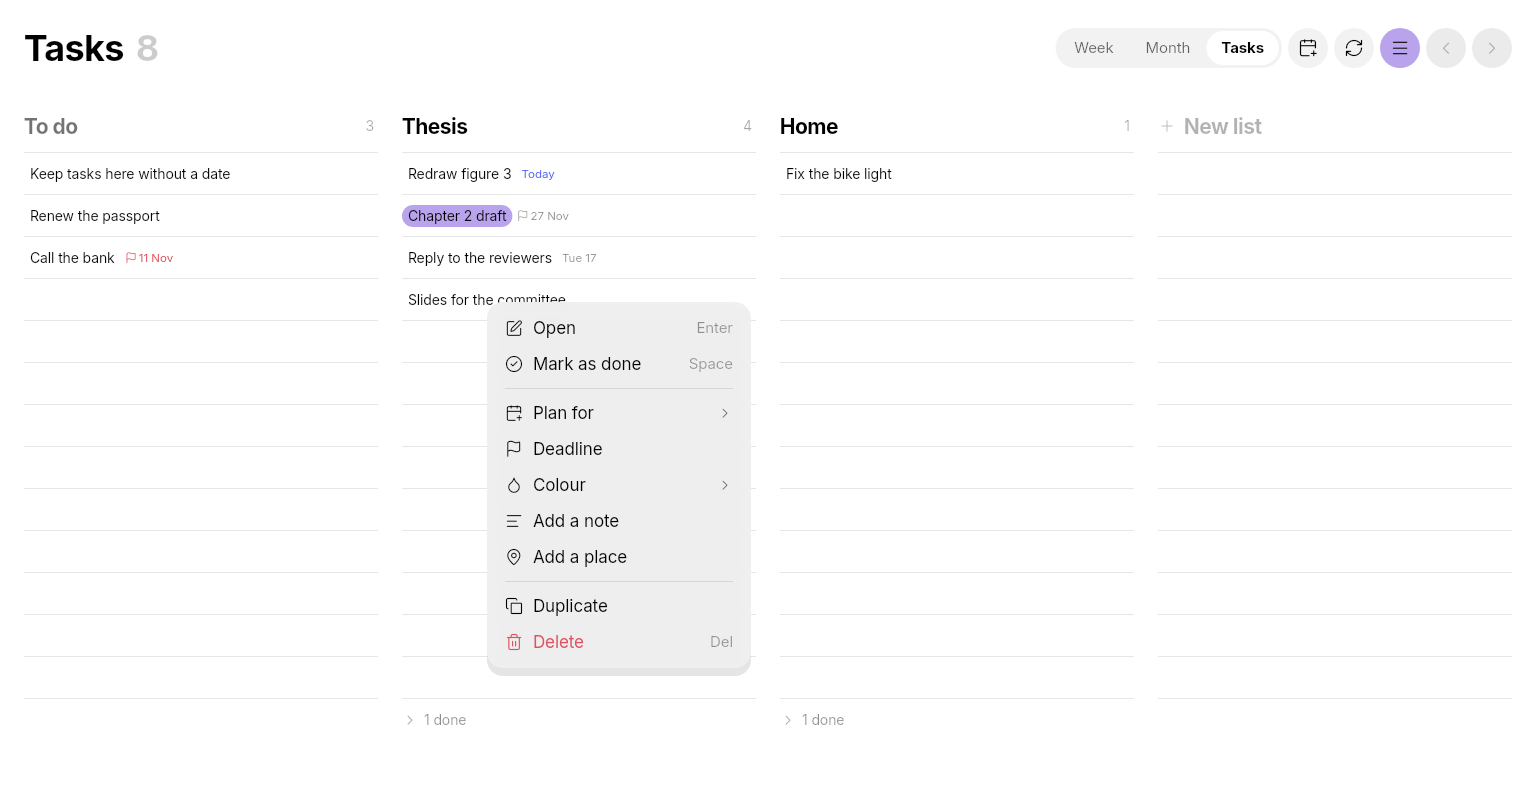 Tasks 8
Week Month Tasks
To do 3
Keep tasks here without a date
Renew the passport
Call the bank 11 Nov
Thesis 4
Redraw figure 3 Today
Chapter 2 draft 27 Nov
Reply to the reviewers Tue 17
Slides for the committee
Open Enter
Mark as done Space
Plan for
Deadline
Colour
Add a note
Add a place
Duplicate
Delete Del
1 done
Home 1
Fix the bike light
1 done
New list